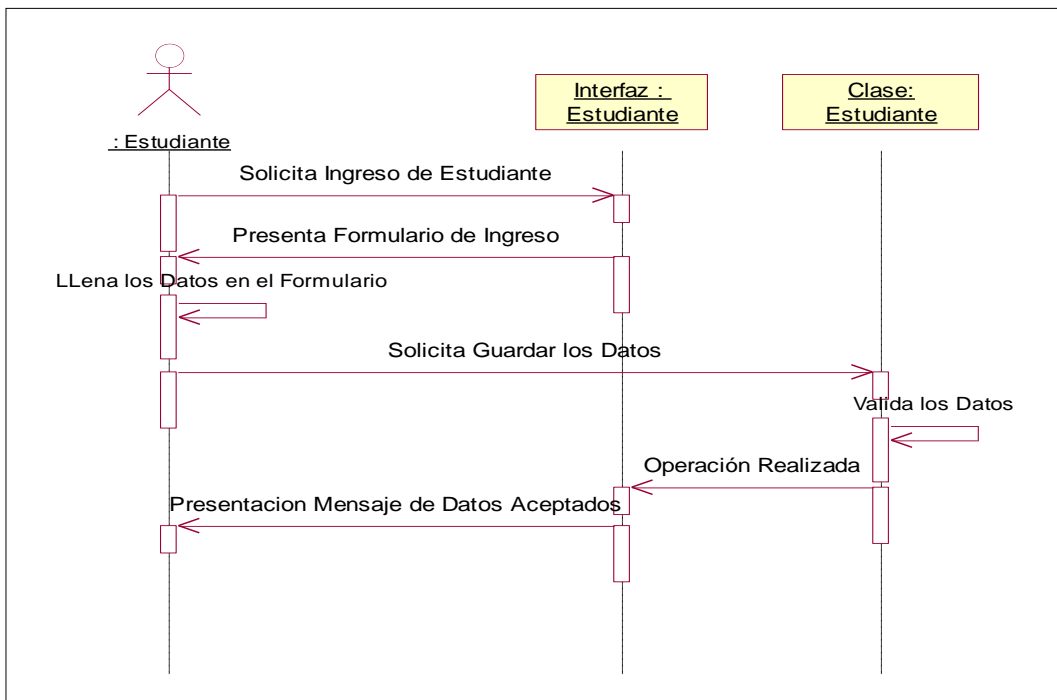 : Estudiante
Interfaz :
Estudiante
Clase:
Estudiante
Solicita Ingreso de Estudiante
Presenta Formulario de Ingreso
LLena los Datos en el Formulario
Solicita Guardar los Datos
Valida los Datos
Operación Realizada
Presentacion Mensaje de Datos Aceptados